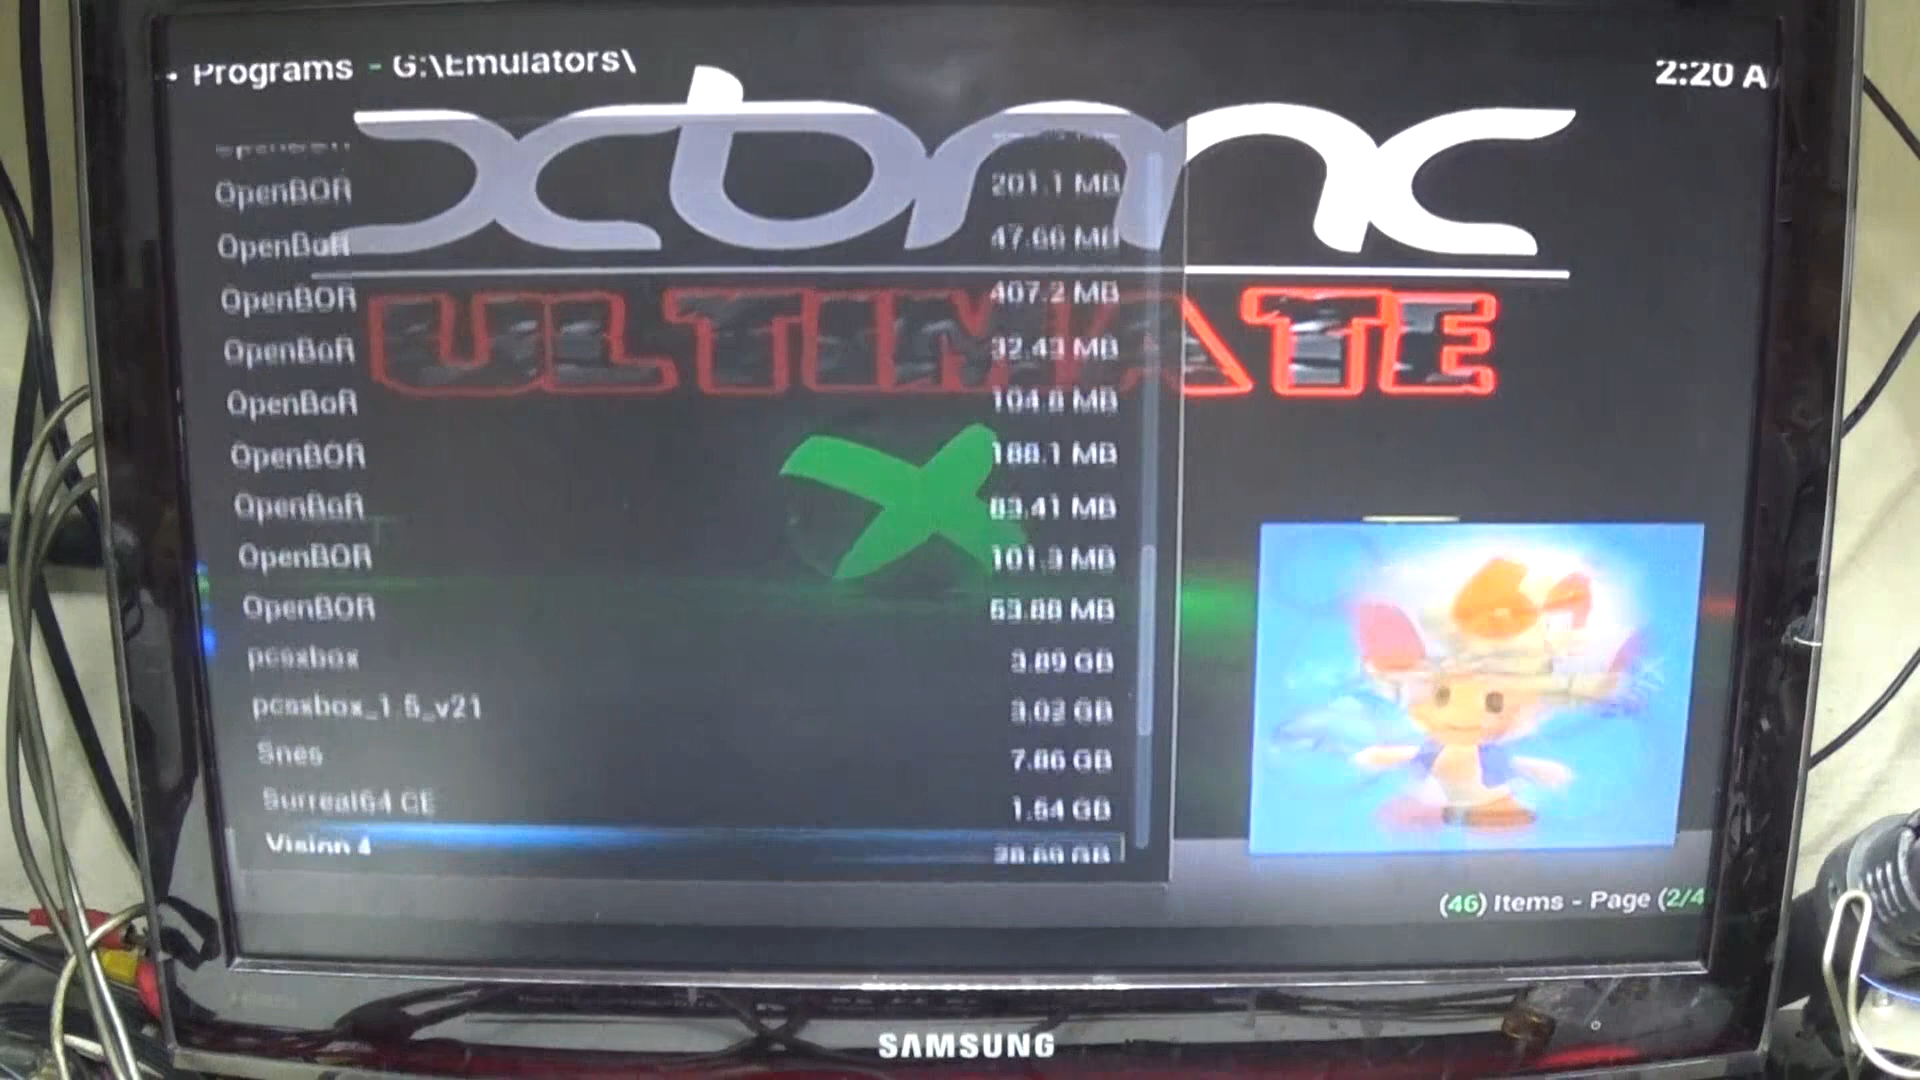 - Programs - G:\Emulators\
2:20 A
xbmc
OpenBOR 201.1 MB
OpenBoR 47.66 MB
ULTIMATE
OpenBOR 407.2 MB
OpenBoR 32.43 MB
OpenBoR 104.8 MB
OpenBOR 188.1 MB
OpenBoR 83.41 MB
OpenBOR 101.3 MB
OpenBOR 53.88 MB
pcsxbox 3.89 GB
pcsxbox_1.5_v21 3.03 GB
Snes 7.86 GB
Surreal64 CE 1.54 GB
Vision 4
(46) Items - Page (2/4
SAMSUNG